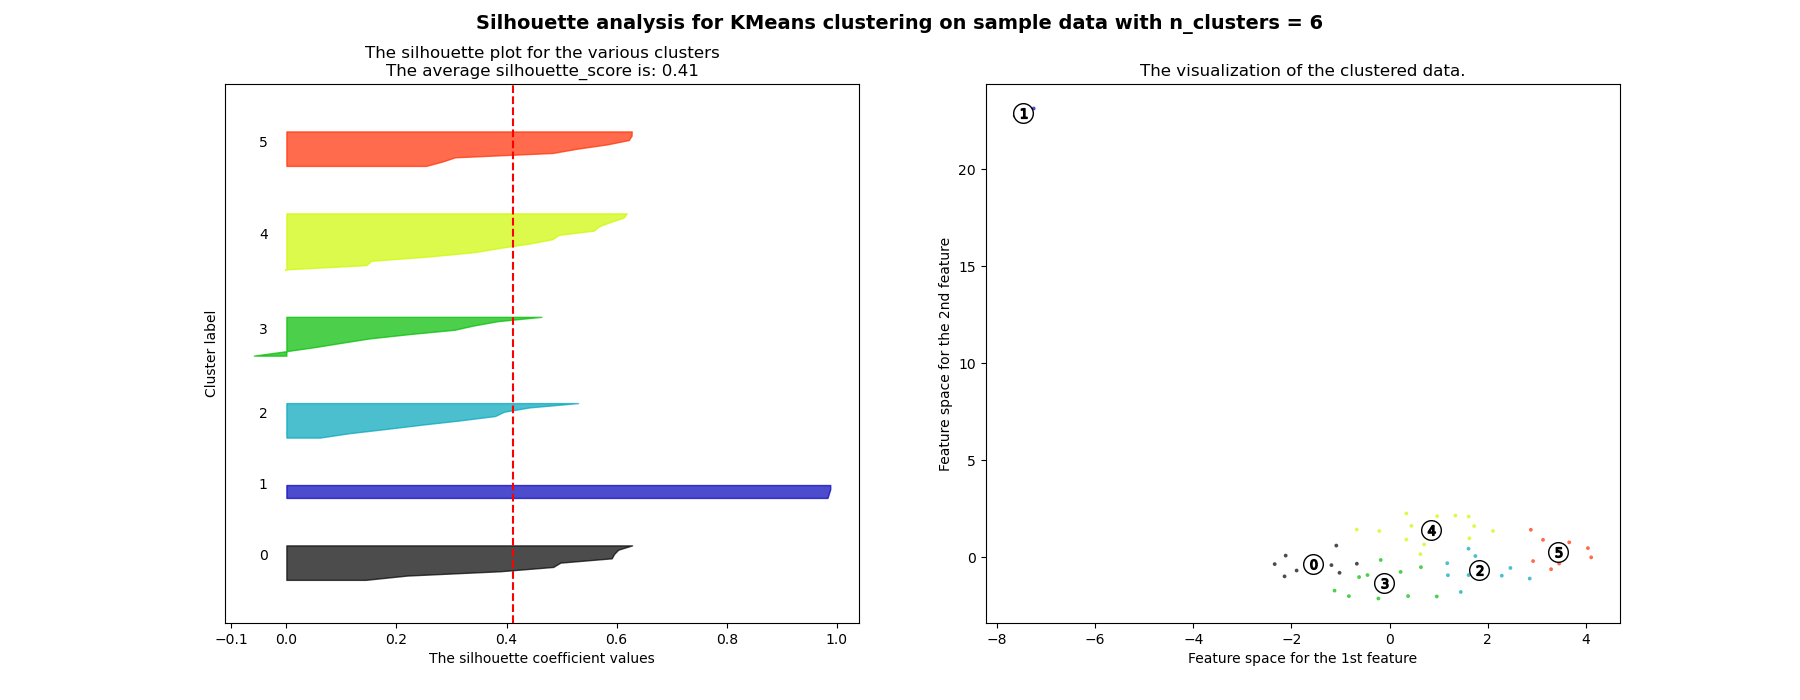 Silhouette analysis for KMeans clustering on sample data with n_clusters = 6
The silhouette plot for the various clusters
The average silhouette_score is: 0.41
5
4
3
2
1
0
Cluster label
−0.1 0.0 0.2 0.4 0.6 0.8 1.0
The silhouette coefficient values
The visualization of the clustered data.
1
20
15
10
5
0
Feature space for the 2nd feature
4
5
0
2
3
−8 −6 −4 −2 0 2 4
Feature space for the 1st feature